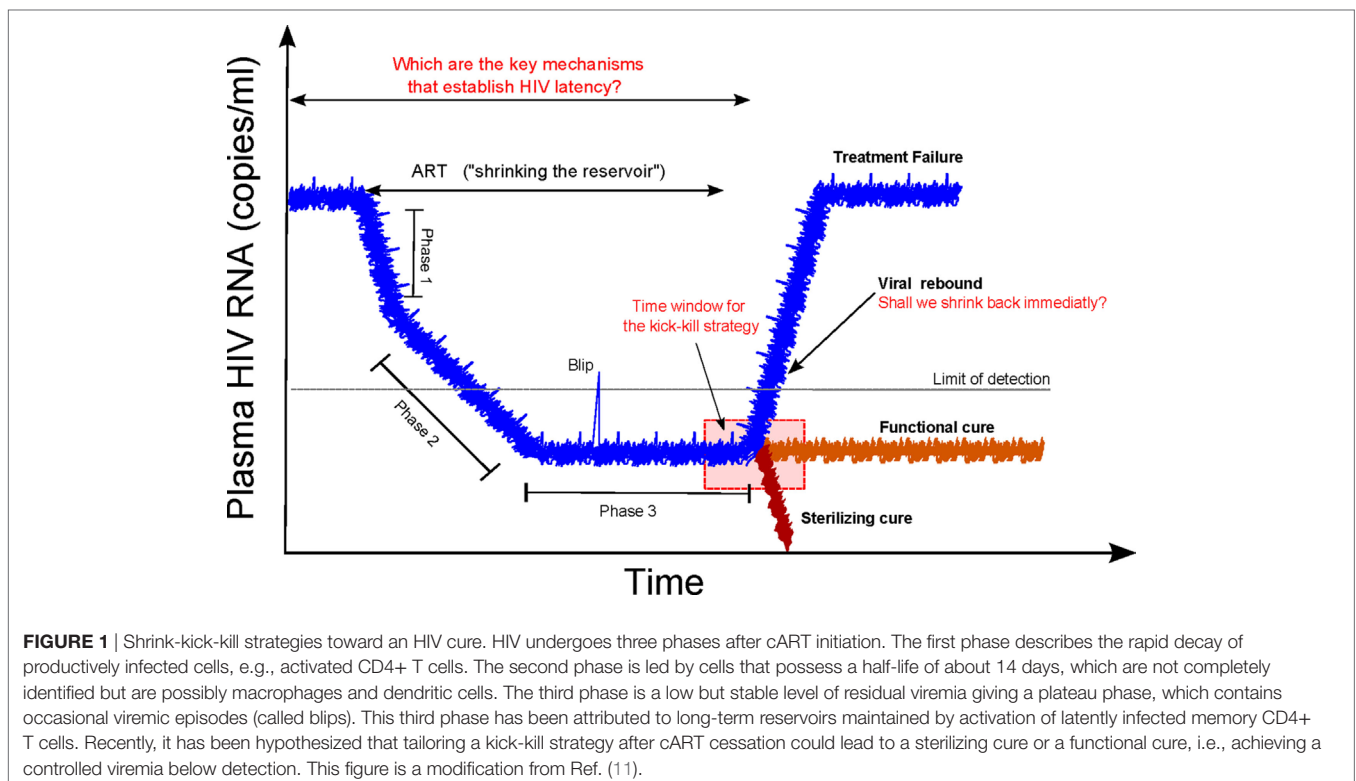 Which are the key mechanisms
that establish HIV latency?
ART ("shrinking the reservoir")
Treatment Failure
Phase 1
Viral rebound
Shall we shrink back immediatly?
Time window for
the kick-kill strategy
Blip
Limit of detection
Phase 2
Functional cure
Phase 3
Sterilizing cure
Plasma HIV RNA (copies/ml)
Time
FIGURE 1 | Shrink-kick-kill strategies toward an HIV cure. HIV undergoes three phases after cART initiation. The first phase describes the rapid decay of
productively infected cells, e.g., activated CD4+ T cells. The second phase is led by cells that possess a half-life of about 14 days, which are not completely
identified but are possibly macrophages and dendritic cells. The third phase is a low but stable level of residual viremia giving a plateau phase, which contains
occasional viremic episodes (called blips). This third phase has been attributed to long-term reservoirs maintained by activation of latently infected memory CD4+
T cells. Recently, it has been hypothesized that tailoring a kick-kill strategy after cART cessation could lead to a sterilizing cure or a functional cure, i.e., achieving a
controlled viremia below detection. This figure is a modification from Ref. (11).